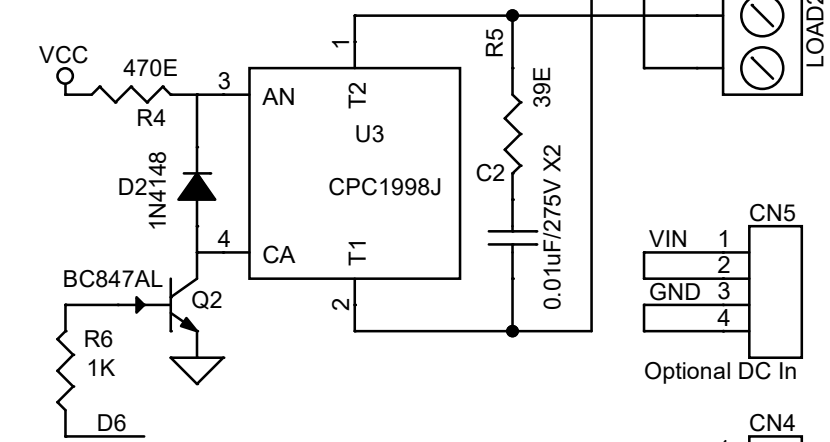 VCC
470E
R4
3
AN
D2
1N4148
4
CA
BC847AL
Q2
R6
1K
D6
1
T2
U3
CPC1998J
T1
2
R5
39E
C2
0.01uF/275V X2
LOAD2
CN5
VIN 1
2
GND 3
4
Optional DC In
CN4